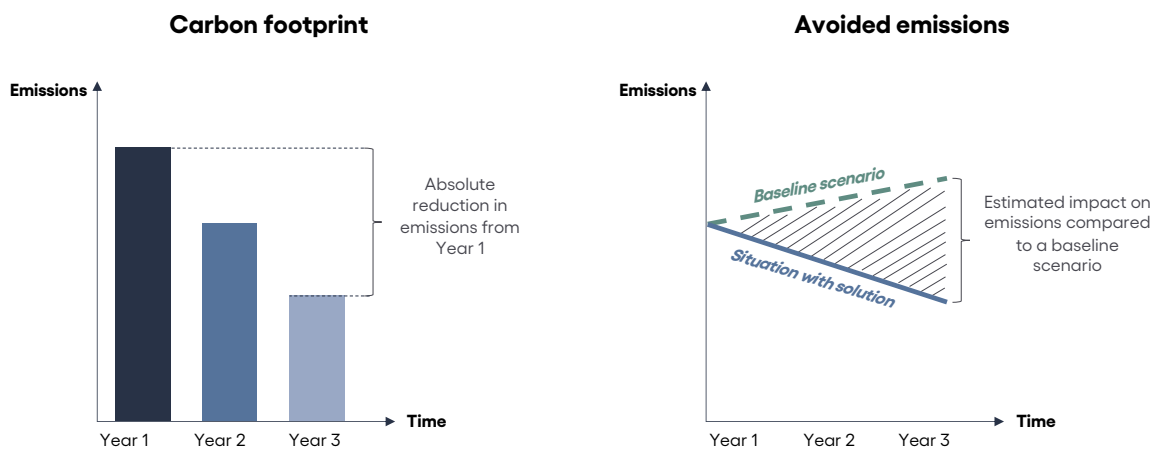 Carbon footprint
Emissions
Absolute
reduction in
emissions from
Year 1
Time
Year 1
Year 2
Year 3
Avoided emissions
Emissions
Baseline scenario
Situation with solution
Estimated impact on
emissions compared
to a baseline
scenario
Time
Year 1
Year 2
Year 3